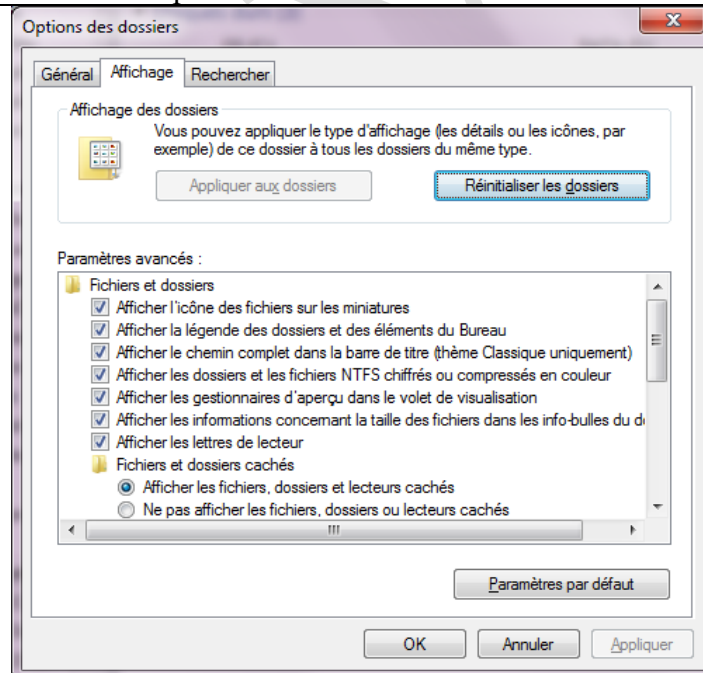 Options des dossiers
Général Affichage Rechercher
Affichage des dossiers
Vous pouvez appliquer le type d'affichage (les détails ou les icônes, par
exemple) de ce dossier à tous les dossiers du même type.
Appliquer aux dossiers Réinitialiser les dossiers
Paramètres avancés :
Fichiers et dossiers
Afficher l'icône des fichiers sur les miniatures
Afficher la légende des dossiers et des éléments du Bureau
Afficher le chemin complet dans la barre de titre (thème Classique uniquement)
Afficher les dossiers et les fichiers NTFS chiffrés ou compressés en couleur
Afficher les gestionnaires d'aperçu dans le volet de visualisation
Afficher les informations concernant la taille des fichiers dans les info-bulles du
Afficher les lettres de lecteur
Fichiers et dossiers cachés
Afficher les fichiers, dossiers et lecteurs cachés
Ne pas afficher les fichiers, dossiers ou lecteurs cachés
Paramètres par défaut
OK Annuler Appliquer